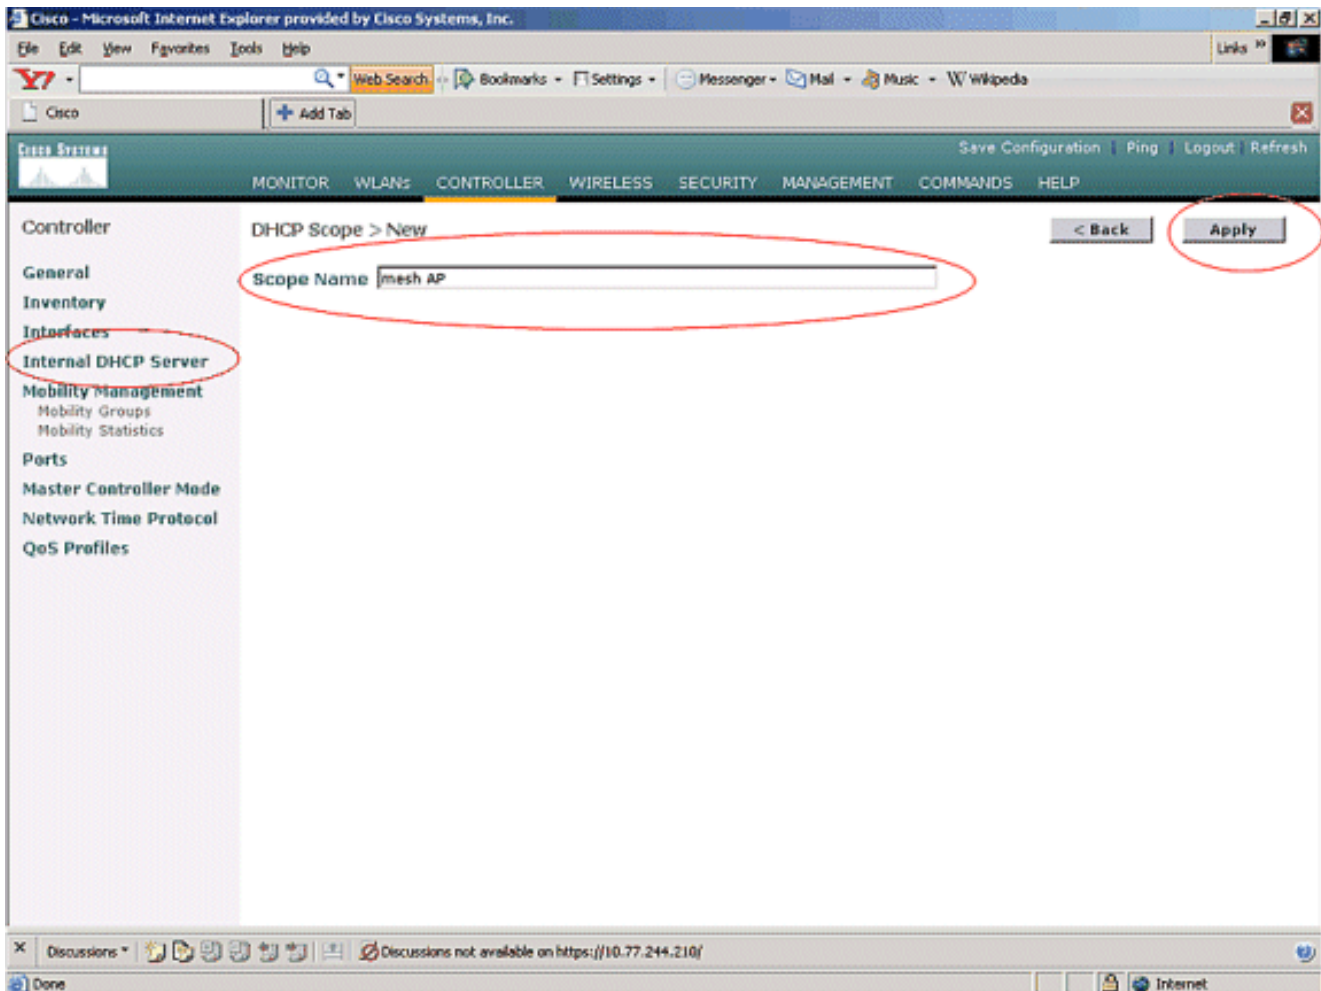 Cisco - Microsoft Internet Explorer provided by Cisco Systems, Inc.
File Edit View Favorites Tools Help Links »
Y! Web Search Bookmarks Settings Messenger Mail Music W Wikipedia
Cisco Add Tab
CISCO SYSTEMS
Save Configuration | Ping | Logout | Refresh
MONITOR WLANs CONTROLLER WIRELESS SECURITY MANAGEMENT COMMANDS HELP
Controller
General
Inventory
Interfaces
Internal DHCP Server
Mobility Management
Mobility Groups
Mobility Statistics
Ports
Master Controller Mode
Network Time Protocol
QoS Profiles
DHCP Scope > New
< Back Apply
Scope Name mesh AP
Discussions Discussions not available on https://10.77.244.210/
Done Internet